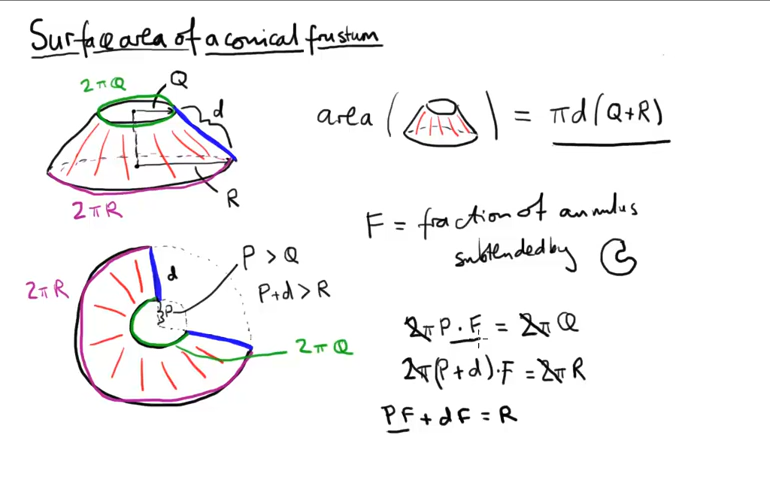 Surface area of a conical frustum
2πQ
Q
d
area ( ) = πd(Q+R)
R
2πR
F = fraction of annulus
subtended by
P > Q
d
2πR
P+d > R
P
2πP · F = 2πQ
2πQ
2π(P+d)·F = 2πR
PF + dF = R